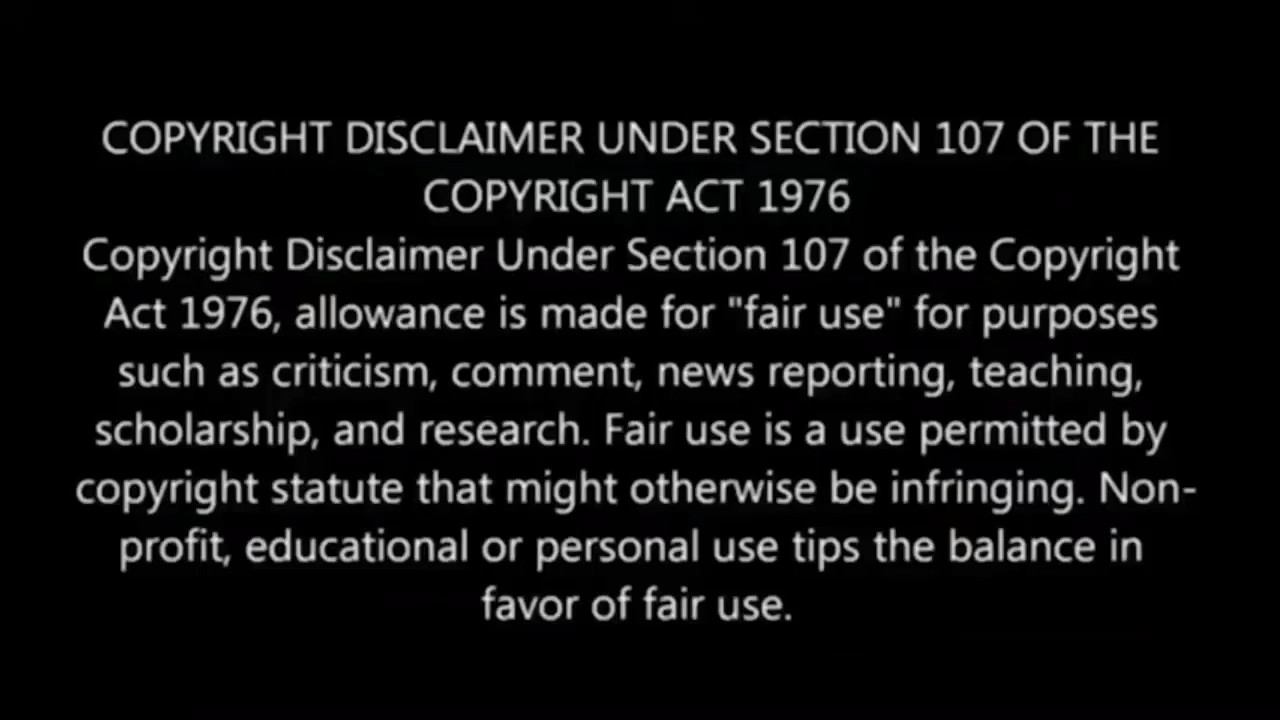 COPYRIGHT DISCLAIMER UNDER SECTION 107 OF THE
COPYRIGHT ACT 1976
Copyright Disclaimer Under Section 107 of the Copyright
Act 1976, allowance is made for "fair use" for purposes
such as criticism, comment, news reporting, teaching,
scholarship, and research. Fair use is a use permitted by
copyright statute that might otherwise be infringing. Non-
profit, educational or personal use tips the balance in
favor of fair use.